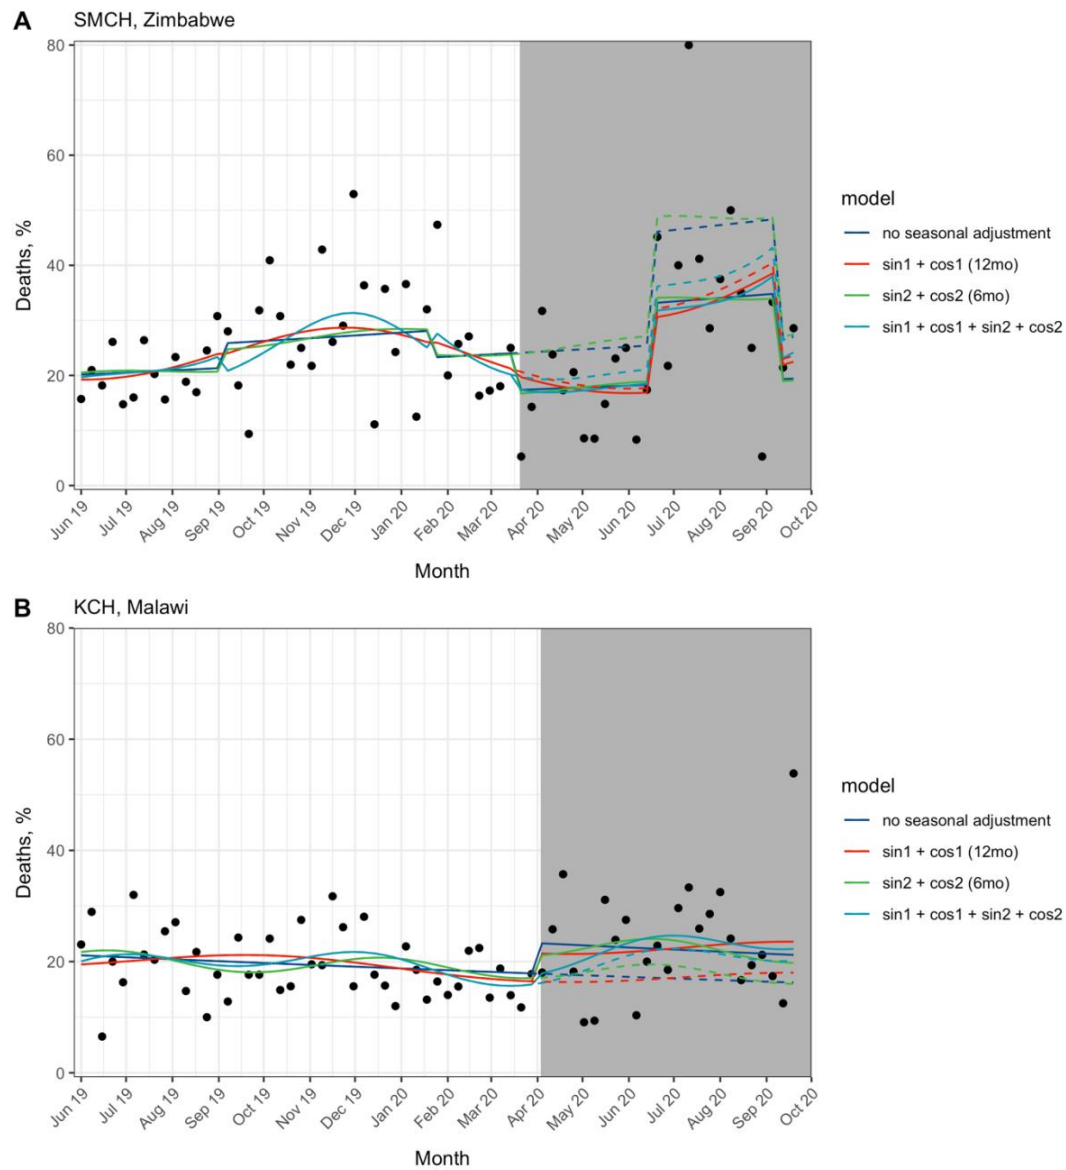 A SMCH, Zimbabwe
80
60
40
20
0
Deaths, %
Jun 19 Jul 19 Aug 19 Sep 19 Oct 19 Nov 19 Dec 19 Jan 20 Feb 20 Mar 20 Apr 20 May 20 Jun 20 Jul 20 Aug 20 Sep 20 Oct 20
Month
model
no seasonal adjustment
sin1 + cos1 (12mo)
sin2 + cos2 (6mo)
sin1 + cos1 + sin2 + cos2
B KCH, Malawi
80
60
40
20
0
Deaths, %
Jun 19 Jul 19 Aug 19 Sep 19 Oct 19 Nov 19 Dec 19 Jan 20 Feb 20 Mar 20 Apr 20 May 20 Jun 20 Jul 20 Aug 20 Sep 20 Oct 20
Month
model
no seasonal adjustment
sin1 + cos1 (12mo)
sin2 + cos2 (6mo)
sin1 + cos1 + sin2 + cos2